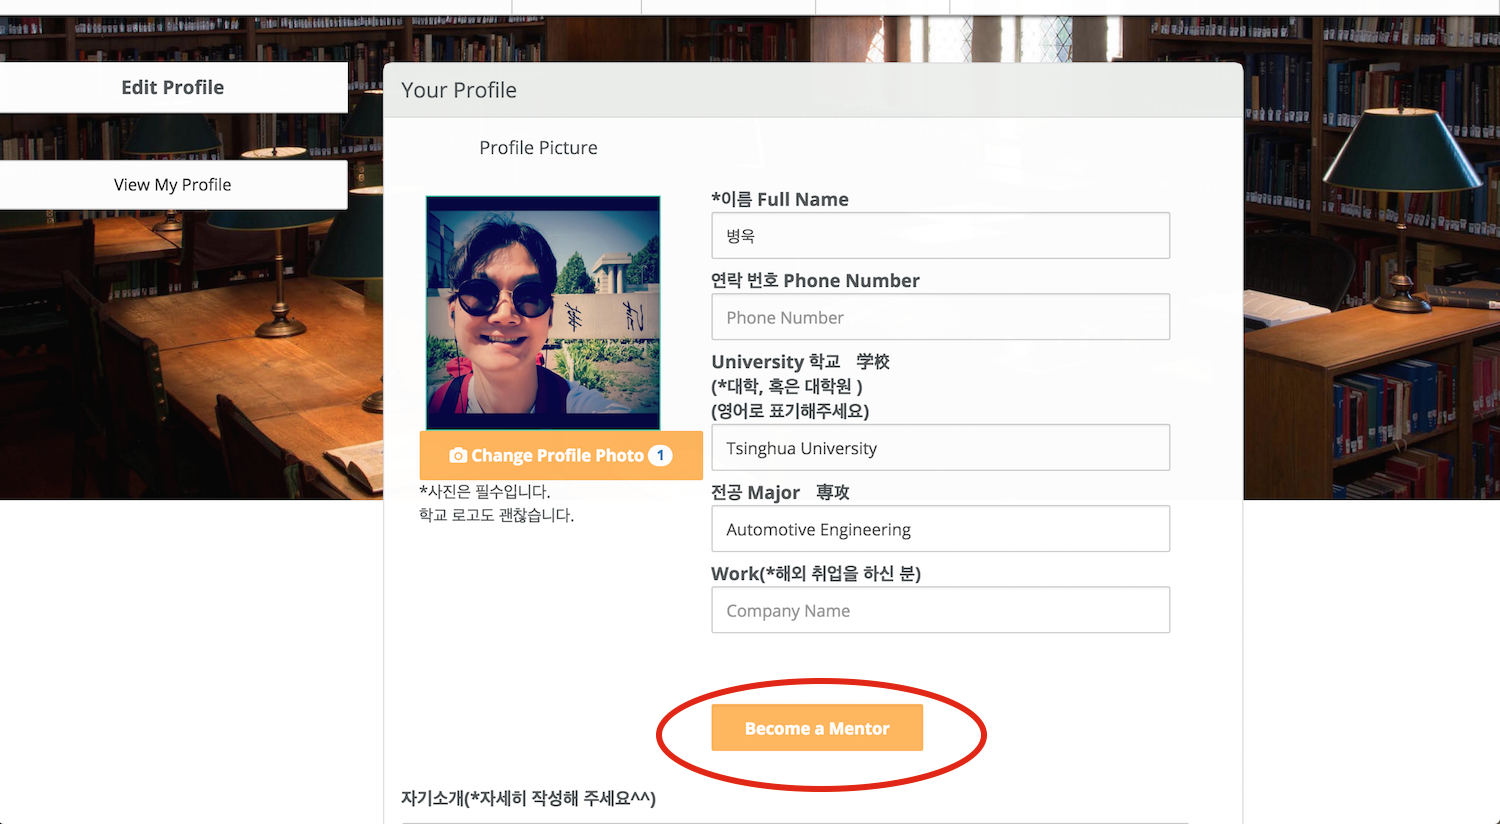 Edit Profile
View My Profile
Your Profile
Profile Picture
Change Profile Photo 1
*사진은 필수입니다.
학교 로고도 괜찮습니다.
*이름 Full Name
병욱
연락 번호 Phone Number
Phone Number
University 학교 学校
(*대학, 혹은 대학원 )
(영어로 표기해주세요)
Tsinghua University
전공 Major 専攻
Automotive Engineering
Work(*해외 취업을 하신 분)
Company Name
Become a Mentor
자기소개(*자세히 작성해 주세요^^)